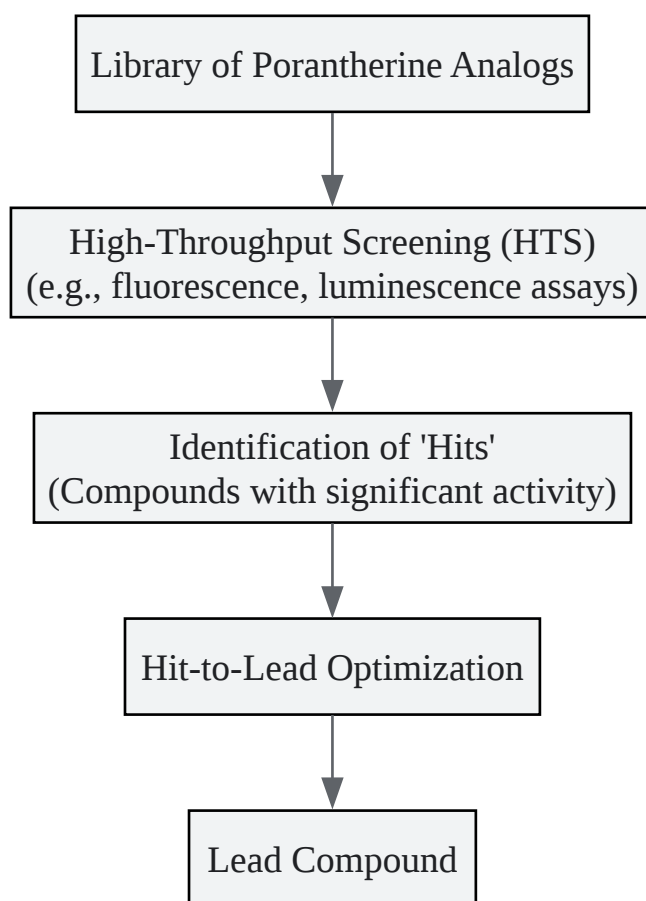 Library of Porantherine Analogs
High-Throughput Screening (HTS)
(e.g., fluorescence, luminescence assays)
Identification of 'Hits'
(Compounds with significant activity)
Hit-to-Lead Optimization
Lead Compound